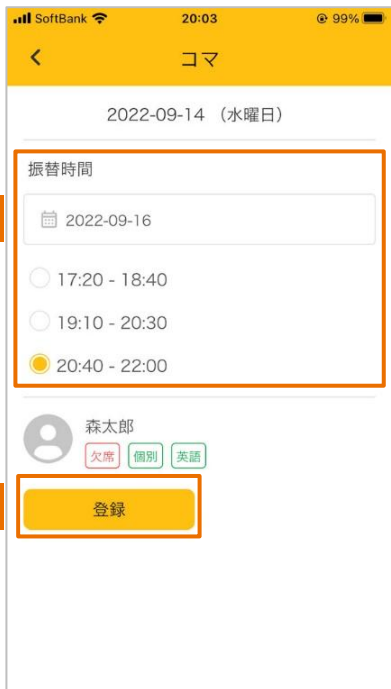 SoftBank 20:03 99%
コマ
2022-09-14 （水曜日）
振替時間
2022-09-16
17:20 - 18:40
19:10 - 20:30
20:40 - 22:00
森太郎
欠席 個別 英語
登録